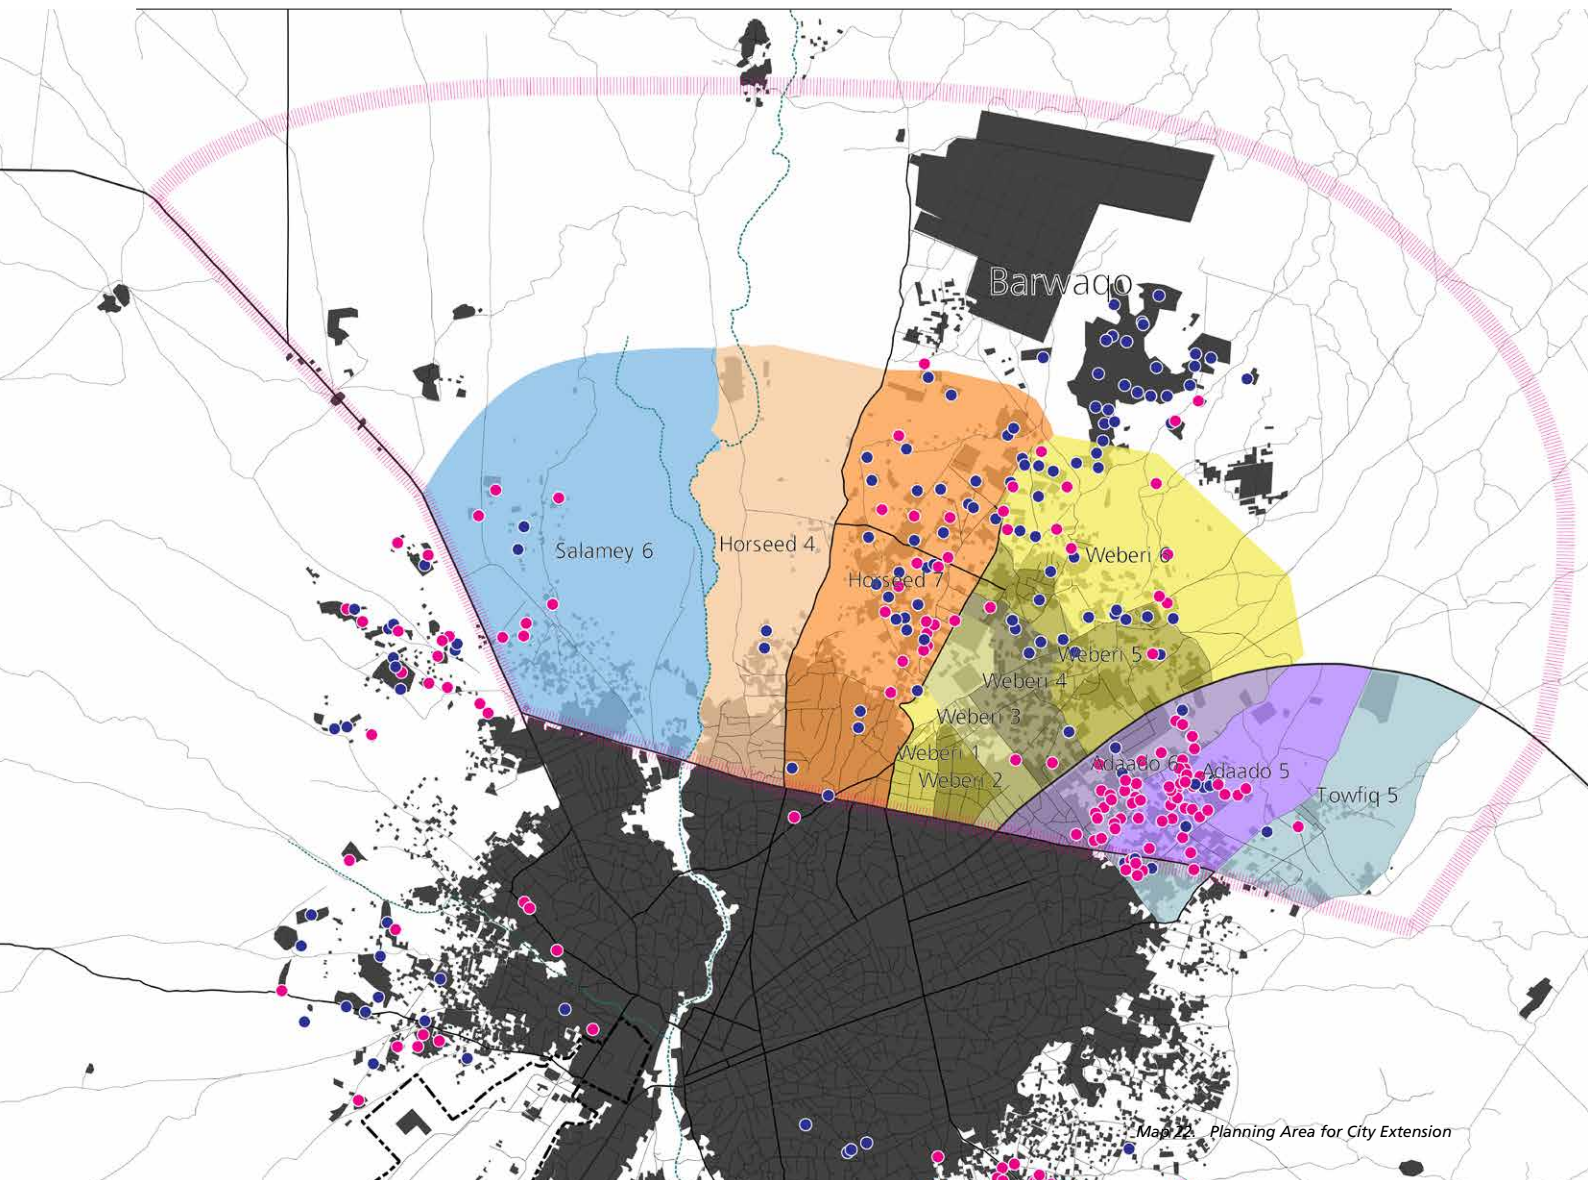 Barwaqo
Salamey 6
Horseed 4
Weberi 6
Horseed 7
Weberi 5
Weberi 4
Weberi 3
Weberi 1
Weberi 2
Adaado 6
Adaado 5
Towfiq 5
Map 22. Planning Area for City Extension